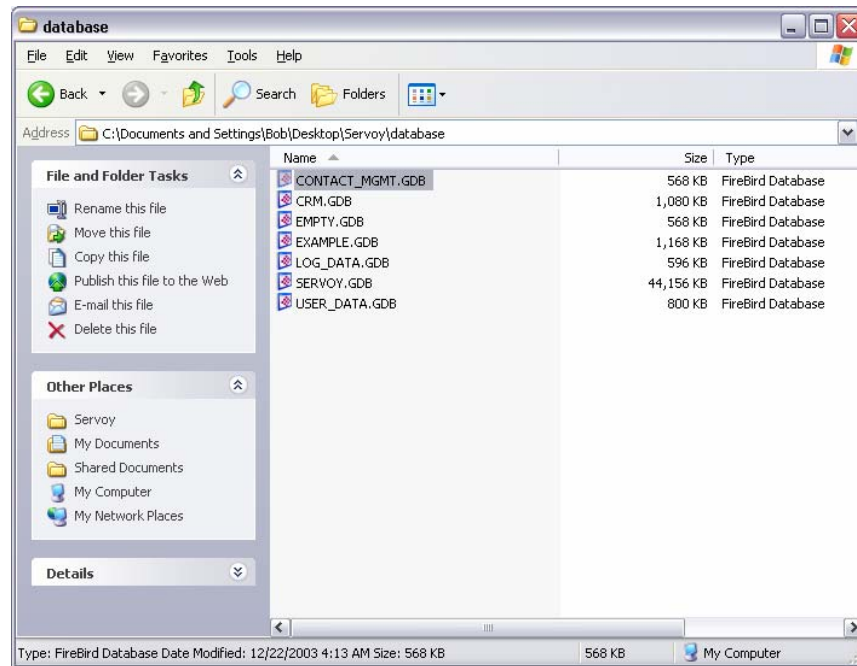 database
File Edit View Favorites Tools Help
Back Search Folders
Address C:\Documents and Settings\Bob\Desktop\Servoy\database
Name Size Type
File and Folder Tasks
Rename this file
Move this file
Copy this file
Publish this file to the Web
E-mail this file
Delete this file
Other Places
Servoy
My Documents
Shared Documents
My Computer
My Network Places
Details
CONTACT_MGMT.GDB 568 KB FireBird Database
CRM.GDB 1,080 KB FireBird Database
EMPTY.GDB 568 KB FireBird Database
EXAMPLE.GDB 1,168 KB FireBird Database
LOG_DATA.GDB 596 KB FireBird Database
SERVOY.GDB 44,156 KB FireBird Database
USER_DATA.GDB 800 KB FireBird Database
Type: FireBird Database Date Modified: 12/22/2003 4:13 AM Size: 568 KB 568 KB My Computer